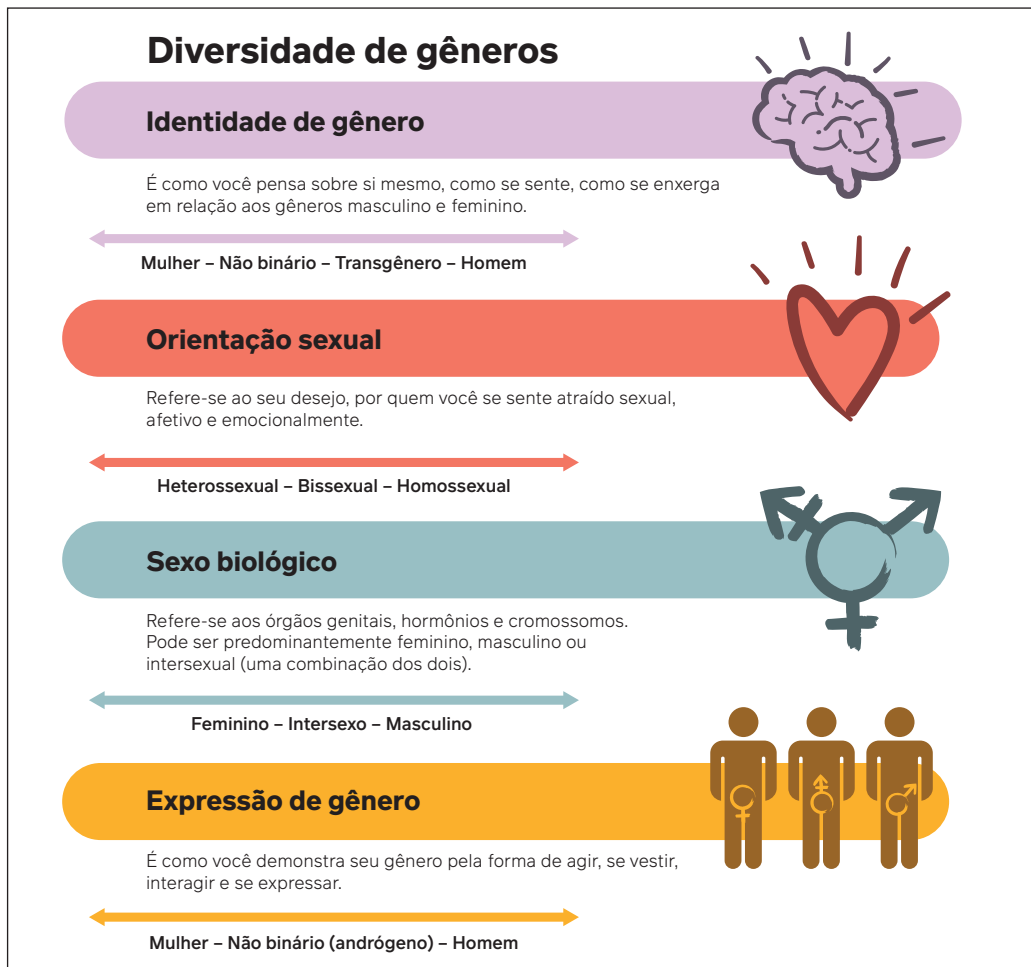 Diversidade de gêneros
Identidade de gênero
É como você pensa sobre si mesmo, como se sente, como se enxerga
em relação aos gêneros masculino e feminino.
Mulher – Não binário – Transgênero – Homem
Orientação sexual
Refere-se ao seu desejo, por quem você se sente atraído sexual,
afetivo e emocionalmente.
Heterossexual – Bissexual – Homossexual
Sexo biológico
Refere-se aos órgãos genitais, hormônios e cromossomos.
Pode ser predominantemente feminino, masculino ou
intersexual (uma combinação dos dois).
Feminino – Intersexo – Masculino
Expressão de gênero
É como você demonstra seu gênero pela forma de agir, se vestir,
interagir e se expressar.
Mulher – Não binário (andrógeno) – Homem